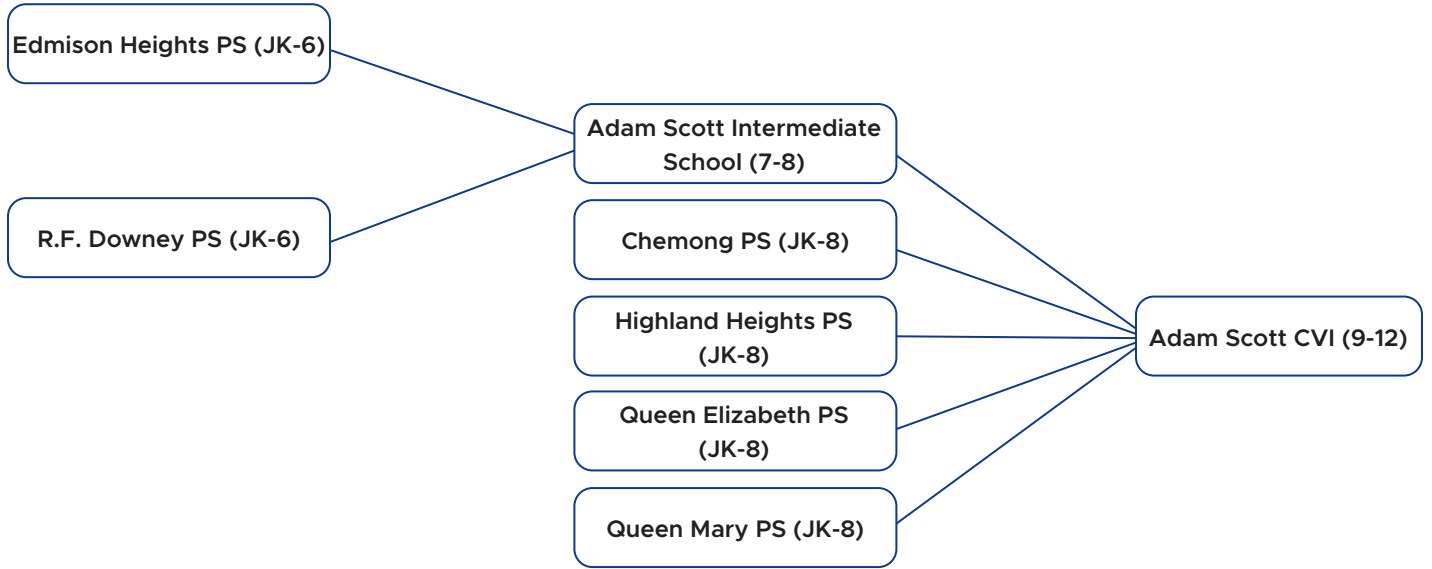 Edmison Heights PS (JK-6)
R.F. Downey PS (JK-6)
Adam Scott Intermediate
School (7-8)
Chemong PS (JK-8)
Highland Heights PS
(JK-8)
Queen Elizabeth PS
(JK-8)
Queen Mary PS (JK-8)
Adam Scott CVI (9-12)